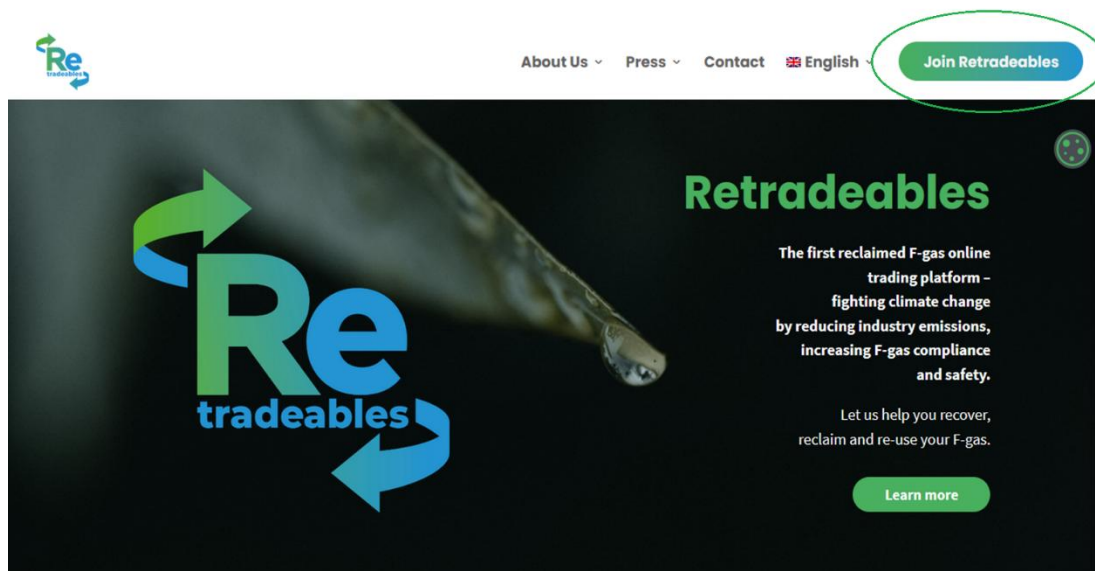 Re
tradeables
About Us Press Contact English Join Retradeables
Re
tradeables
Retradeables
The first reclaimed F-gas online
trading platform –
fighting climate change
by reducing industry emissions,
increasing F-gas compliance
and safety.
Let us help you recover,
reclaim and re-use your F-gas.
Learn more